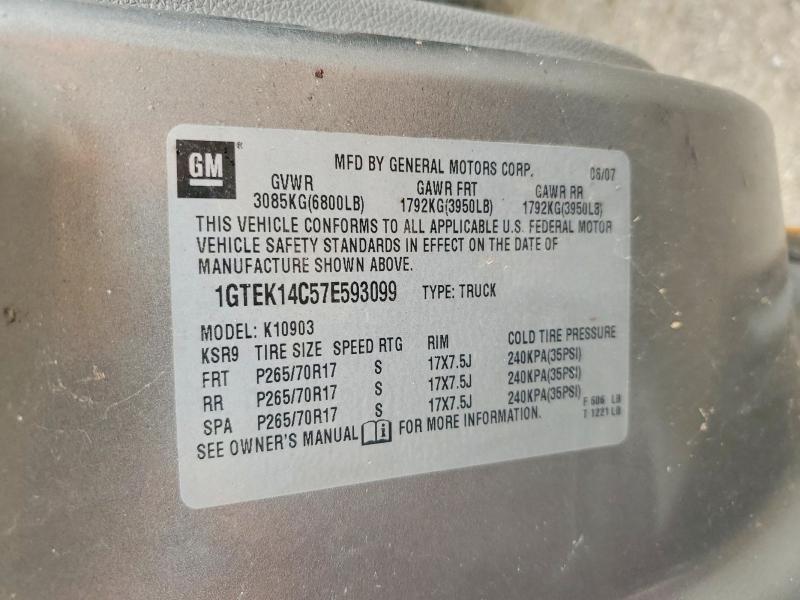 GM® MFD BY GENERAL MOTORS CORP. 06/07
GVWR GAWR FRT GAWR RR
3085KG(6800LB) 1792KG(3950LB) 1792KG(3950LB)
THIS VEHICLE CONFORMS TO ALL APPLICABLE U.S. FEDERAL MOTOR
VEHICLE SAFETY STANDARDS IN EFFECT ON THE DATE OF
MANUFACTURE SHOWN ABOVE.
1GTEK14C57E593099 TYPE: TRUCK
MODEL: K10903
KSR9 TIRE SIZE SPEED RTG RIM COLD TIRE PRESSURE
FRT P265/70R17 S 17X7.5J 240KPA(35PSI)
RR P265/70R17 S 17X7.5J 240KPA(35PSI)
SPA P265/70R17 S 17X7.5J 240KPA(35PSI)
SEE OWNER'S MANUAL i FOR MORE INFORMATION.
F 606 LB
T 1221 LB